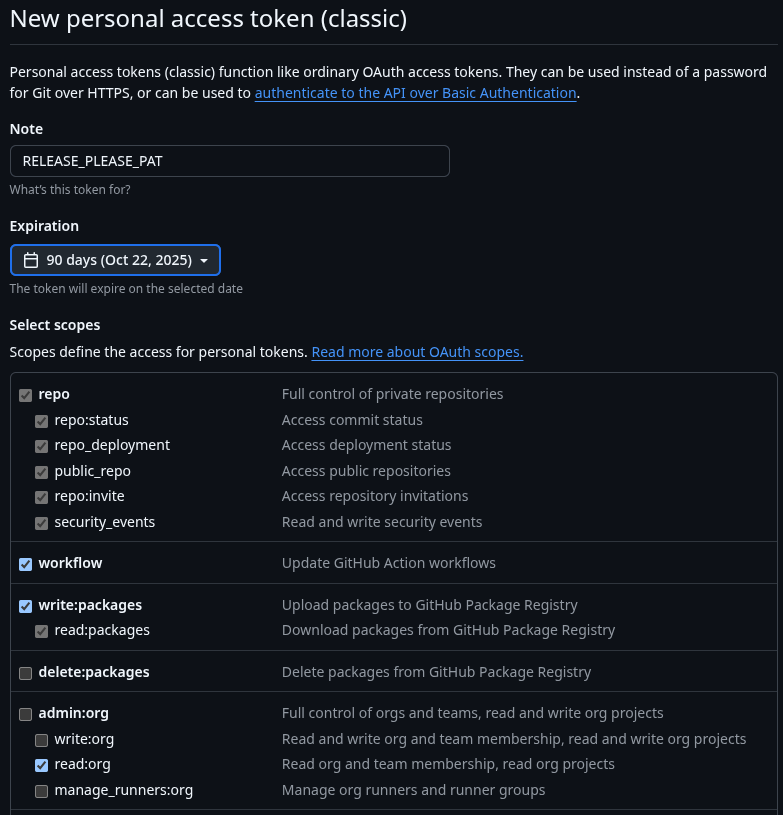 New personal access token (classic)
Personal access tokens (classic) function like ordinary OAuth access tokens. They can be used instead of a password
for Git over HTTPS, or can be used to authenticate to the API over Basic Authentication.
Note
RELEASE_PLEASE_PAT
What's this token for?
Expiration
90 days (Oct 22, 2025)
The token will expire on the selected date
Select scopes
Scopes define the access for personal tokens. Read more about OAuth scopes.
repo Full control of private repositories
repo:status Access commit status
repo_deployment Access deployment status
public_repo Access public repositories
repo:invite Access repository invitations
security_events Read and write security events
workflow Update GitHub Action workflows
write:packages Upload packages to GitHub Package Registry
read:packages Download packages from GitHub Package Registry
delete:packages Delete packages from GitHub Package Registry
admin:org Full control of orgs and teams, read and write org projects
write:org Read and write org and team membership, read and write org projects
read:org Read org and team membership, read org projects
manage_runners:org Manage org runners and runner groups